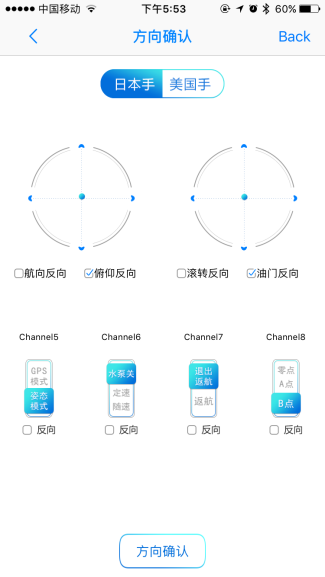 中国移动 下午5:53 60%
方向确认 Back
日本手 美国手
航向反向 俯仰反向 滚转反向 油门反向
Channel5 Channel6 Channel7 Channel8
GPS
模式
姿态
模式
水泵关
定速
随速
退出
返航
返航
零点
A点
B点
反向 反向 反向 反向
方向确认